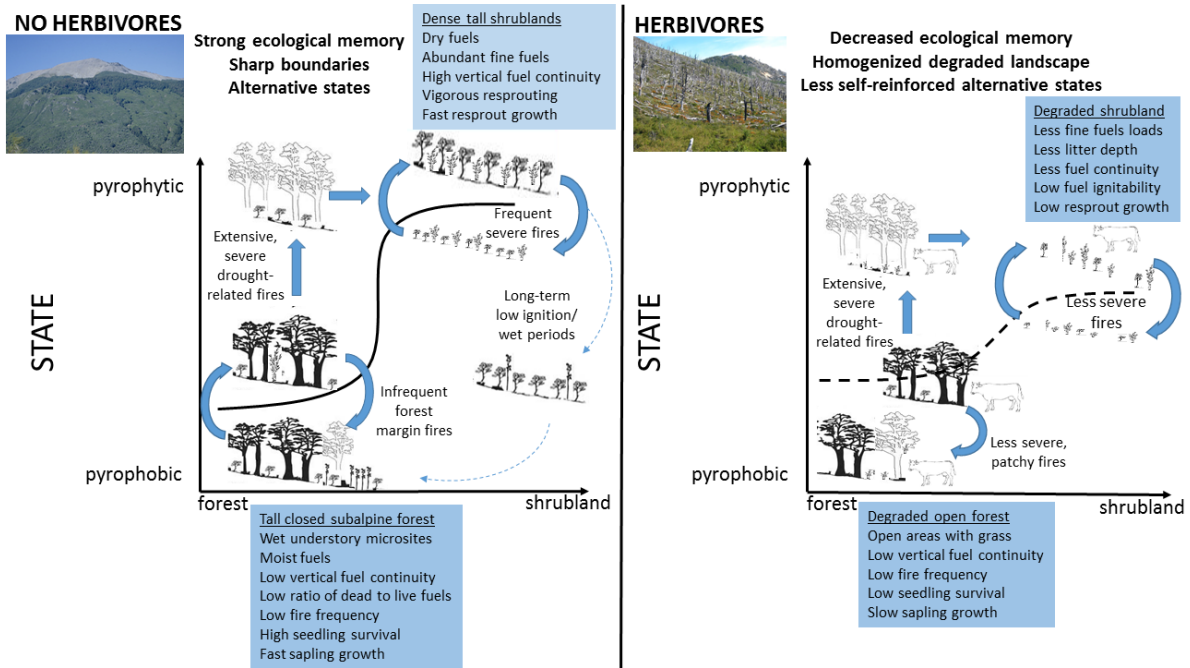 NO HERBIVORES
Strong ecological memory
Sharp boundaries
Alternative states
Dense tall shrublands
Dry fuels
Abundant fine fuels
High vertical fuel continuity
Vigorous resprouting
Fast resprout growth
pyrophytic
Frequent
severe fires
Extensive,
severe
drought-
related fires
Long-term
low ignition/
wet periods
STATE
Infrequent
forest
margin fires
pyrophobic
forest
shrubland
Tall closed subalpine forest
Wet understory microsites
Moist fuels
Low vertical fuel continuity
Low ratio of dead to live fuels
Low fire frequency
High seedling survival
Fast sapling growth
HERBIVORES
Decreased ecological memory
Homogenized degraded landscape
Less self-reinforced alternative states
Degraded shrubland
Less fine fuels loads
Less litter depth
Less fuel continuity
Low fuel ignitability
Low resprout growth
pyrophytic
Extensive,
severe
drought-
related fires
Less severe
fires
STATE
Less severe,
patchy fires
pyrophobic
forest
shrubland
Degraded open forest
Open areas with grass
Low vertical fuel continuity
Low fire frequency
Low seedling survival
Slow sapling growth